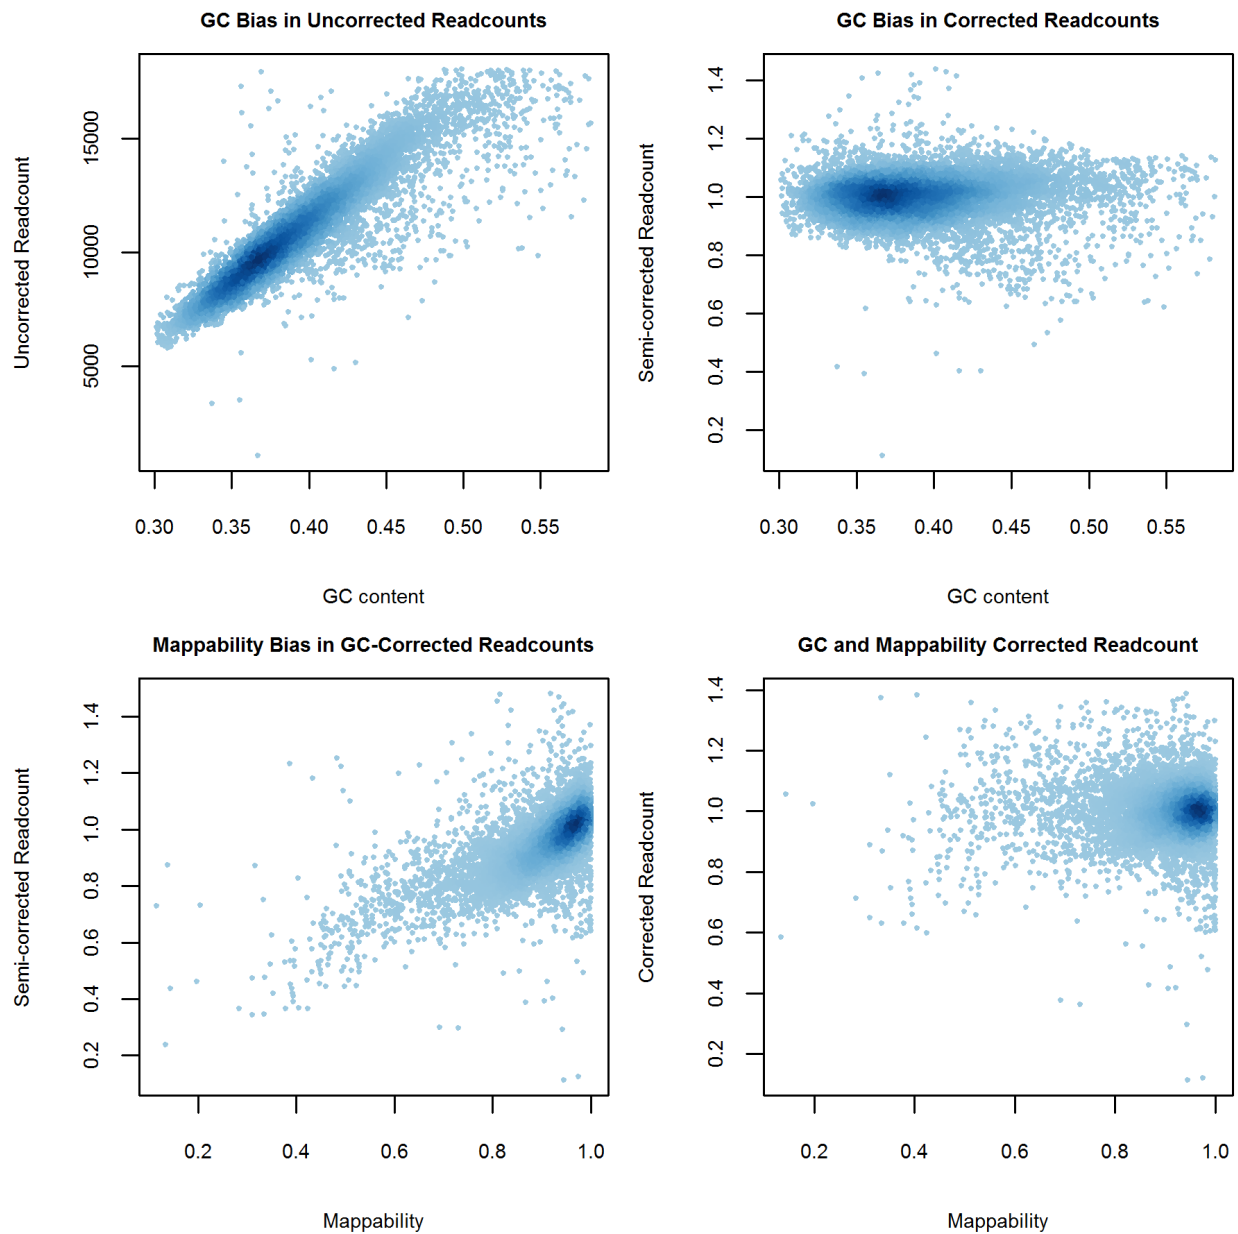 GC Bias in Uncorrected Readcounts
Uncorrected Readcount
15000
10000
5000
0.30 0.35 0.40 0.45 0.50 0.55
GC content
GC Bias in Corrected Readcounts
Semi-corrected Readcount
1.4
1.2
1.0
0.8
0.6
0.4
0.2
0.30 0.35 0.40 0.45 0.50 0.55
GC content
Mappability Bias in GC-Corrected Readcounts
Semi-corrected Readcount
1.4
1.2
1.0
0.8
0.6
0.4
0.2
0.2 0.4 0.6 0.8 1.0
Mappability
GC and Mappability Corrected Readcount
Corrected Readcount
1.4
1.2
1.0
0.8
0.6
0.4
0.2
0.2 0.4 0.6 0.8 1.0
Mappability